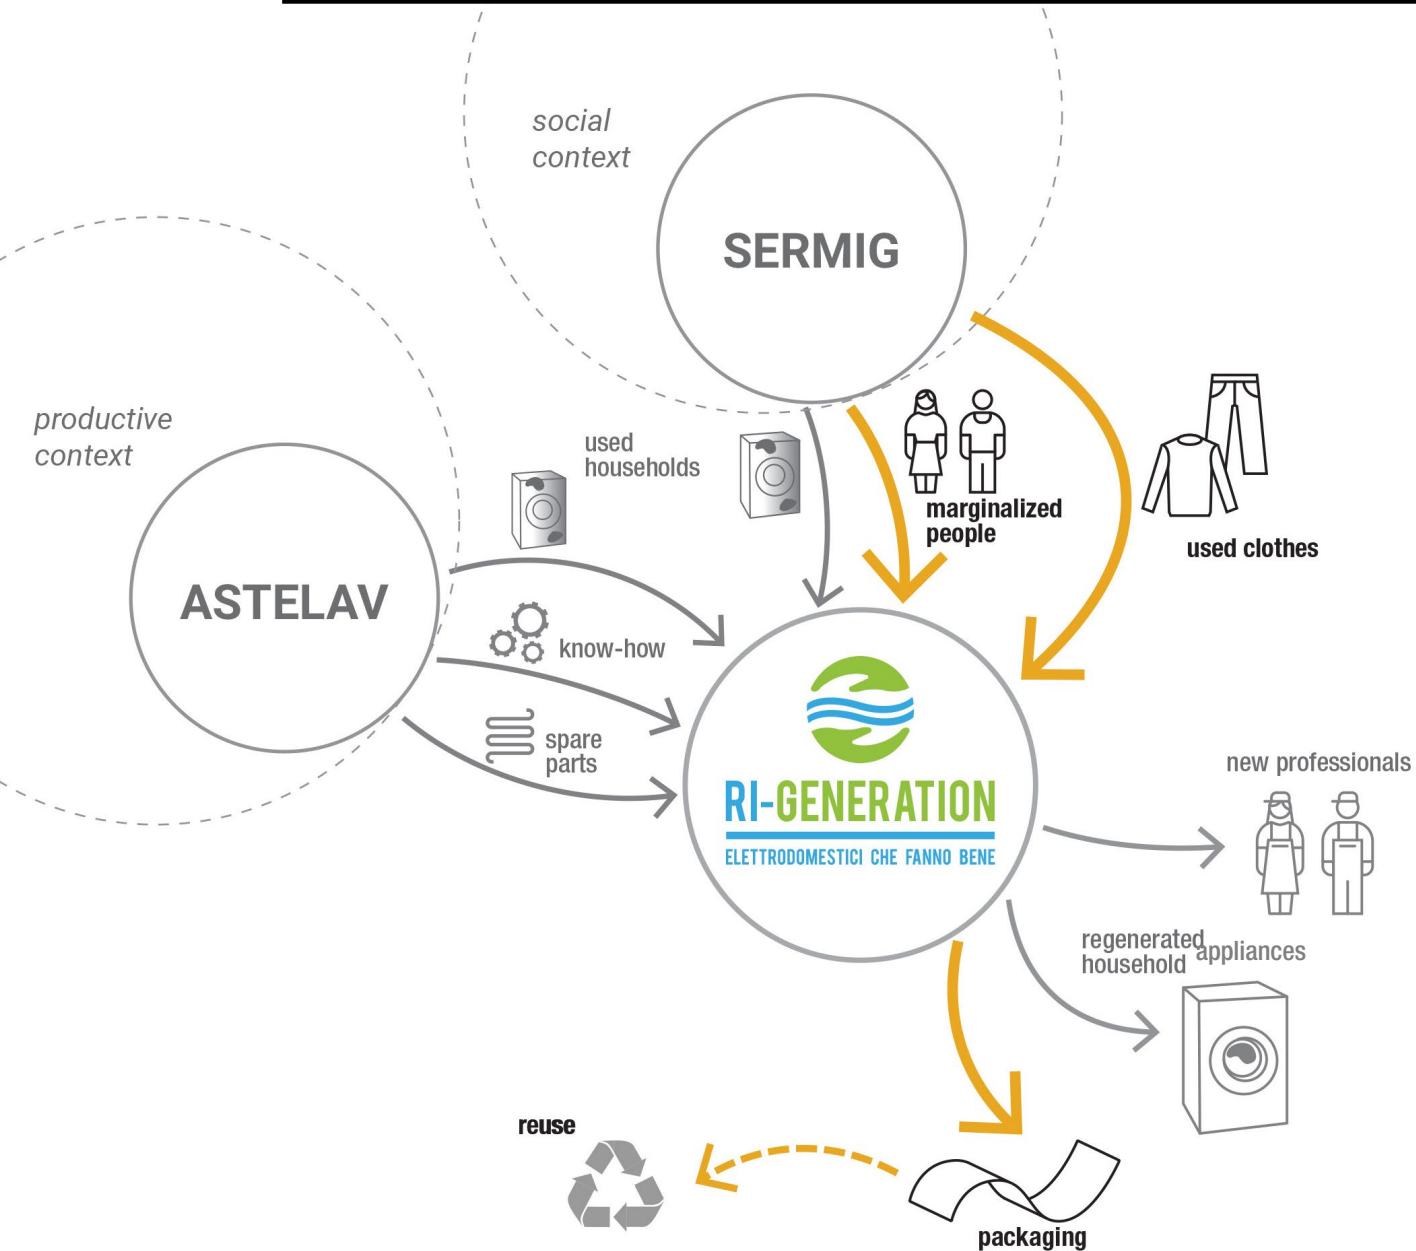 social
context
SERMIG
productive
context
ASTELAV
used
households
marginalized
people
used clothes
know-how
spare
parts
RI-GENERATION
ELETTRODOMESTICI CHE FANNO BENE
new professionals
regenerated
household appliances
reuse
packaging